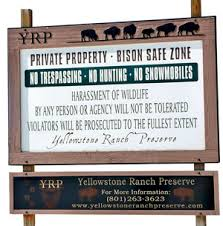 YRP
PRIVATE PROPERTY - BISON SAFE ZONE
NO TRESPASSING - NO HUNTING - NO SNOWMOBILES
HARASSMENT OF WILDLIFE
BY ANY PERSON OR AGENCY WILL NOT BE TOLERATED
VIOLATORS WILL BE PROSECUTED TO THE FULLEST EXTENT
Yellowstone Ranch Preserve
YRP Yellowstone Ranch Preserve
For More Information:
(801)263-3623
www.yellowstoneranchpreserve.com